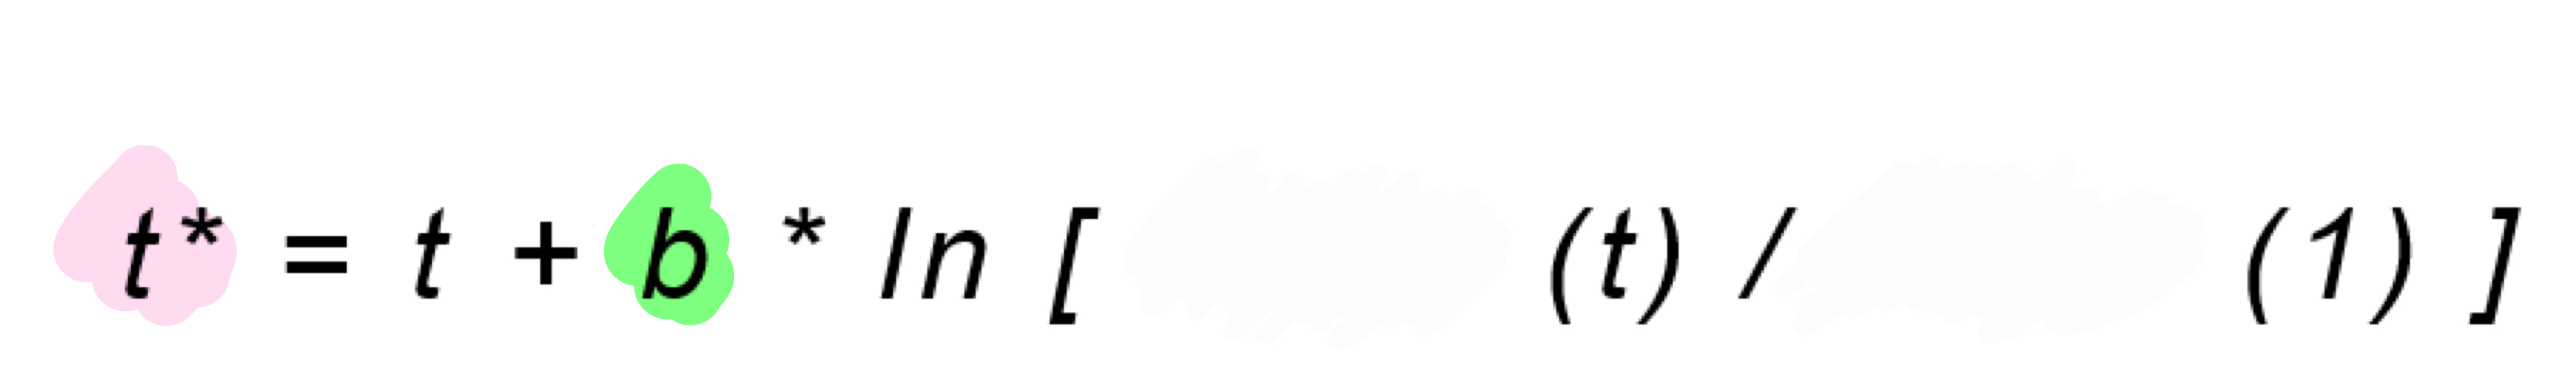 t* = t + b * ln [ (t) / (1) ]